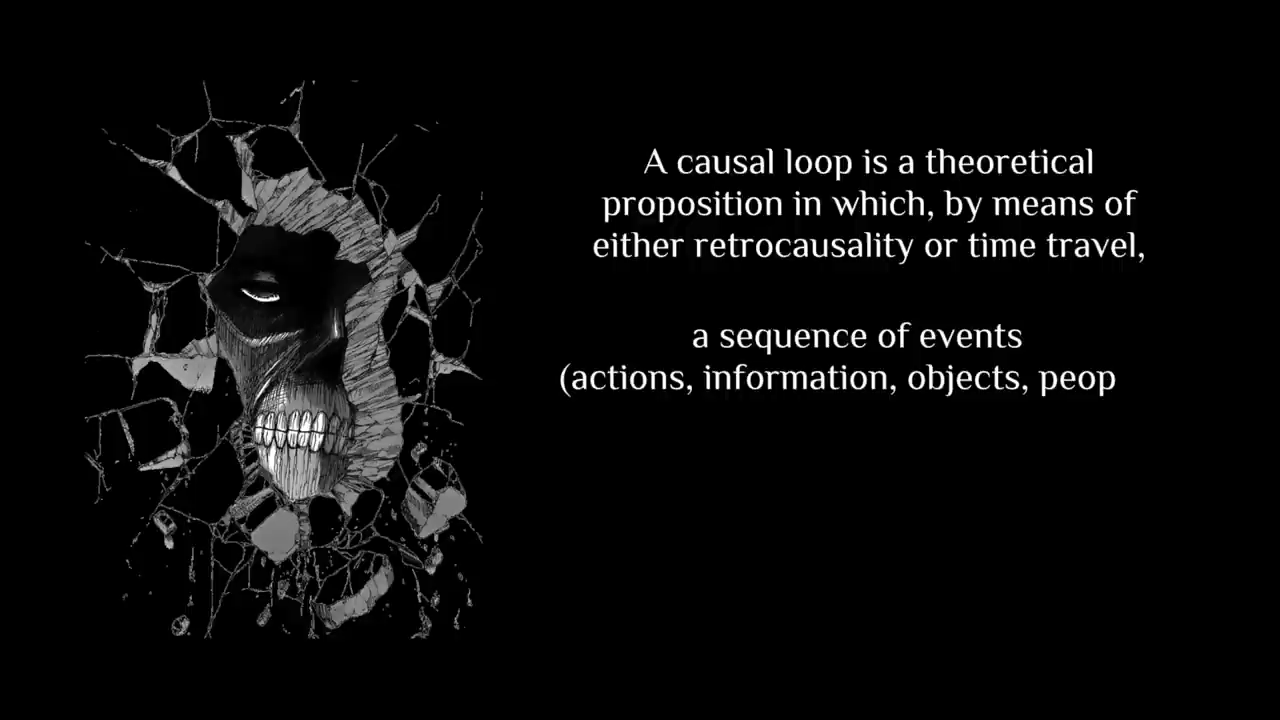 A causal loop is a theoretical
proposition in which, by means of
either retrocausality or time travel,
a sequence of events
(actions, information, objects, peop